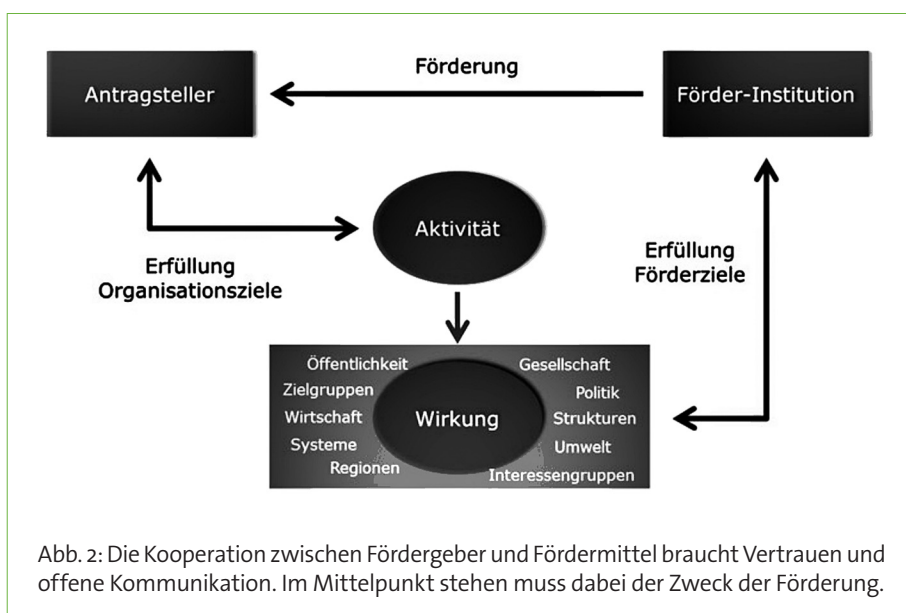 Förderung
Antragsteller
Förder-Institution
Aktivität
Erfüllung
Organisationsziele
Erfüllung
Förderziele
Öffentlichkeit
Gesellschaft
Zielgruppen
Politik
Wirtschaft
Wirkung
Strukturen
Systeme
Umwelt
Regionen
Interessengruppen
Abb. 2: Die Kooperation zwischen Fördergeber und Fördermittel braucht Vertrauen und
offene Kommunikation. Im Mittelpunkt stehen muss dabei der Zweck der Förderung.